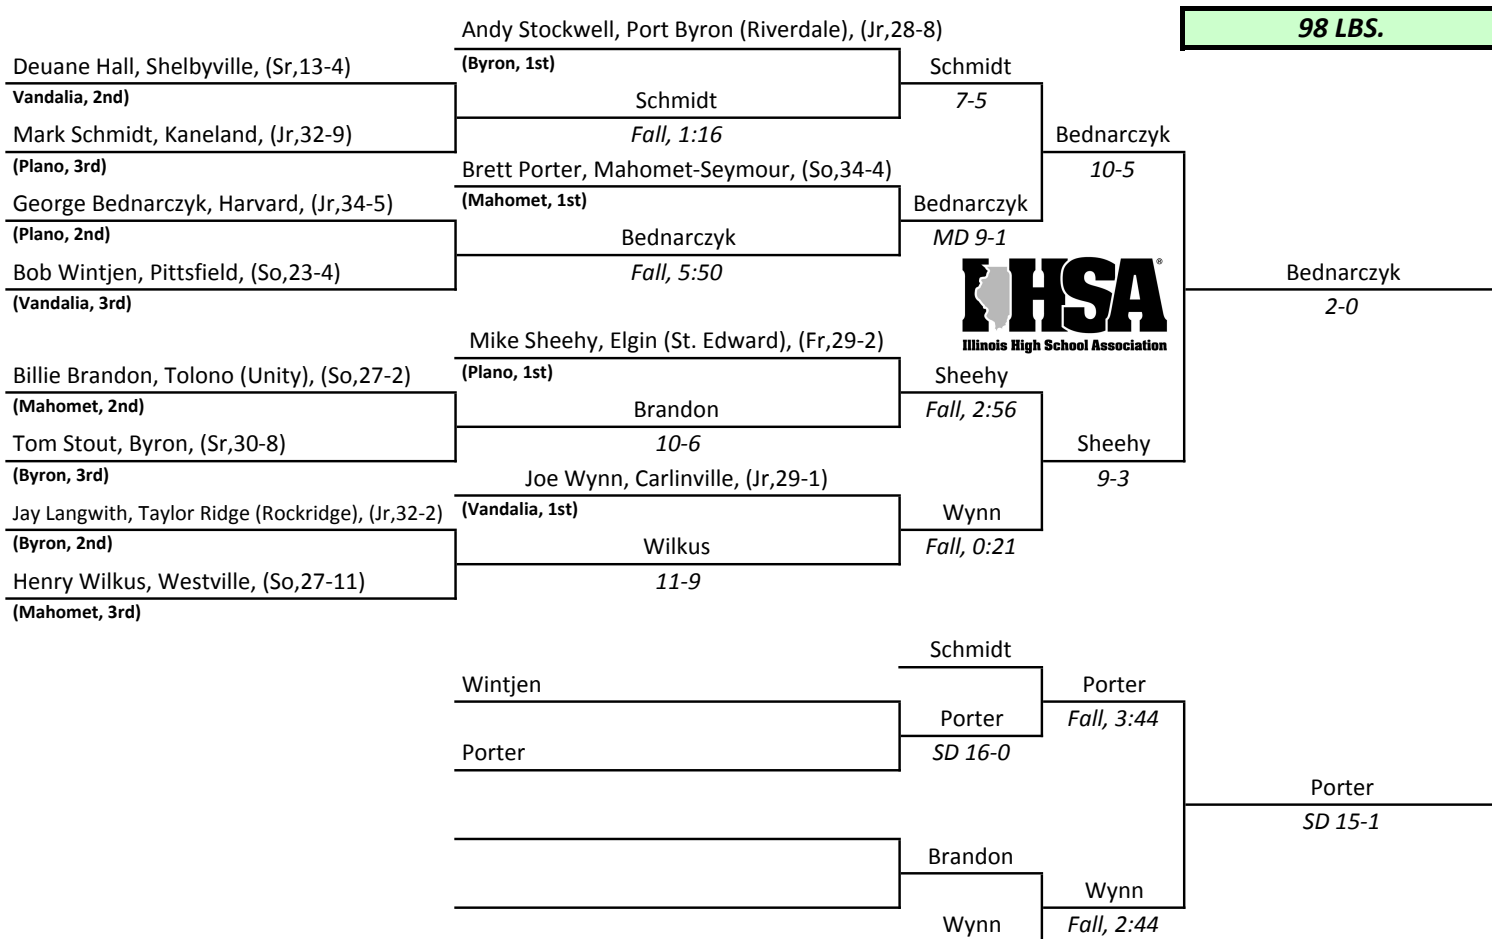 Andy Stockwell, Port Byron (Riverdale), (Jr,28-8)
98 LBS.
Deuane Hall, Shelbyville, (Sr,13-4)
(Byron, 1st)
Schmidt
Vandalia, 2nd)
Schmidt
7-5
Mark Schmidt, Kaneland, (Jr,32-9)
Fall, 1:16
Bednarczyk
(Plano, 3rd)
Brett Porter, Mahomet-Seymour, (So,34-4)
10-5
George Bednarczyk, Harvard, (Jr,34-5)
(Mahomet, 1st)
Bednarczyk
(Plano, 2nd)
Bednarczyk
MD 9-1
Bob Wintjen, Pittsfield, (So,23-4)
Fall, 5:50
IHSA®
Illinois High School Association
Bednarczyk
(Vandalia, 3rd)
2-0
Mike Sheehy, Elgin (St. Edward), (Fr,29-2)
Billie Brandon, Tolono (Unity), (So,27-2)
(Plano, 1st)
Sheehy
(Mahomet, 2nd)
Brandon
Fall, 2:56
Tom Stout, Byron, (Sr,30-8)
10-6
Sheehy
(Byron, 3rd)
Joe Wynn, Carlinville, (Jr,29-1)
9-3
Jay Langwith, Taylor Ridge (Rockridge), (Jr,32-2)
(Vandalia, 1st)
Wynn
(Byron, 2nd)
Wilkus
Fall, 0:21
Henry Wilkus, Westville, (So,27-11)
11-9
(Mahomet, 3rd)
Schmidt
Wintjen
Porter
Porter
Fall, 3:44
Porter
SD 16-0
Porter
SD 15-1
Brandon
Wynn
Wynn
Fall, 2:44